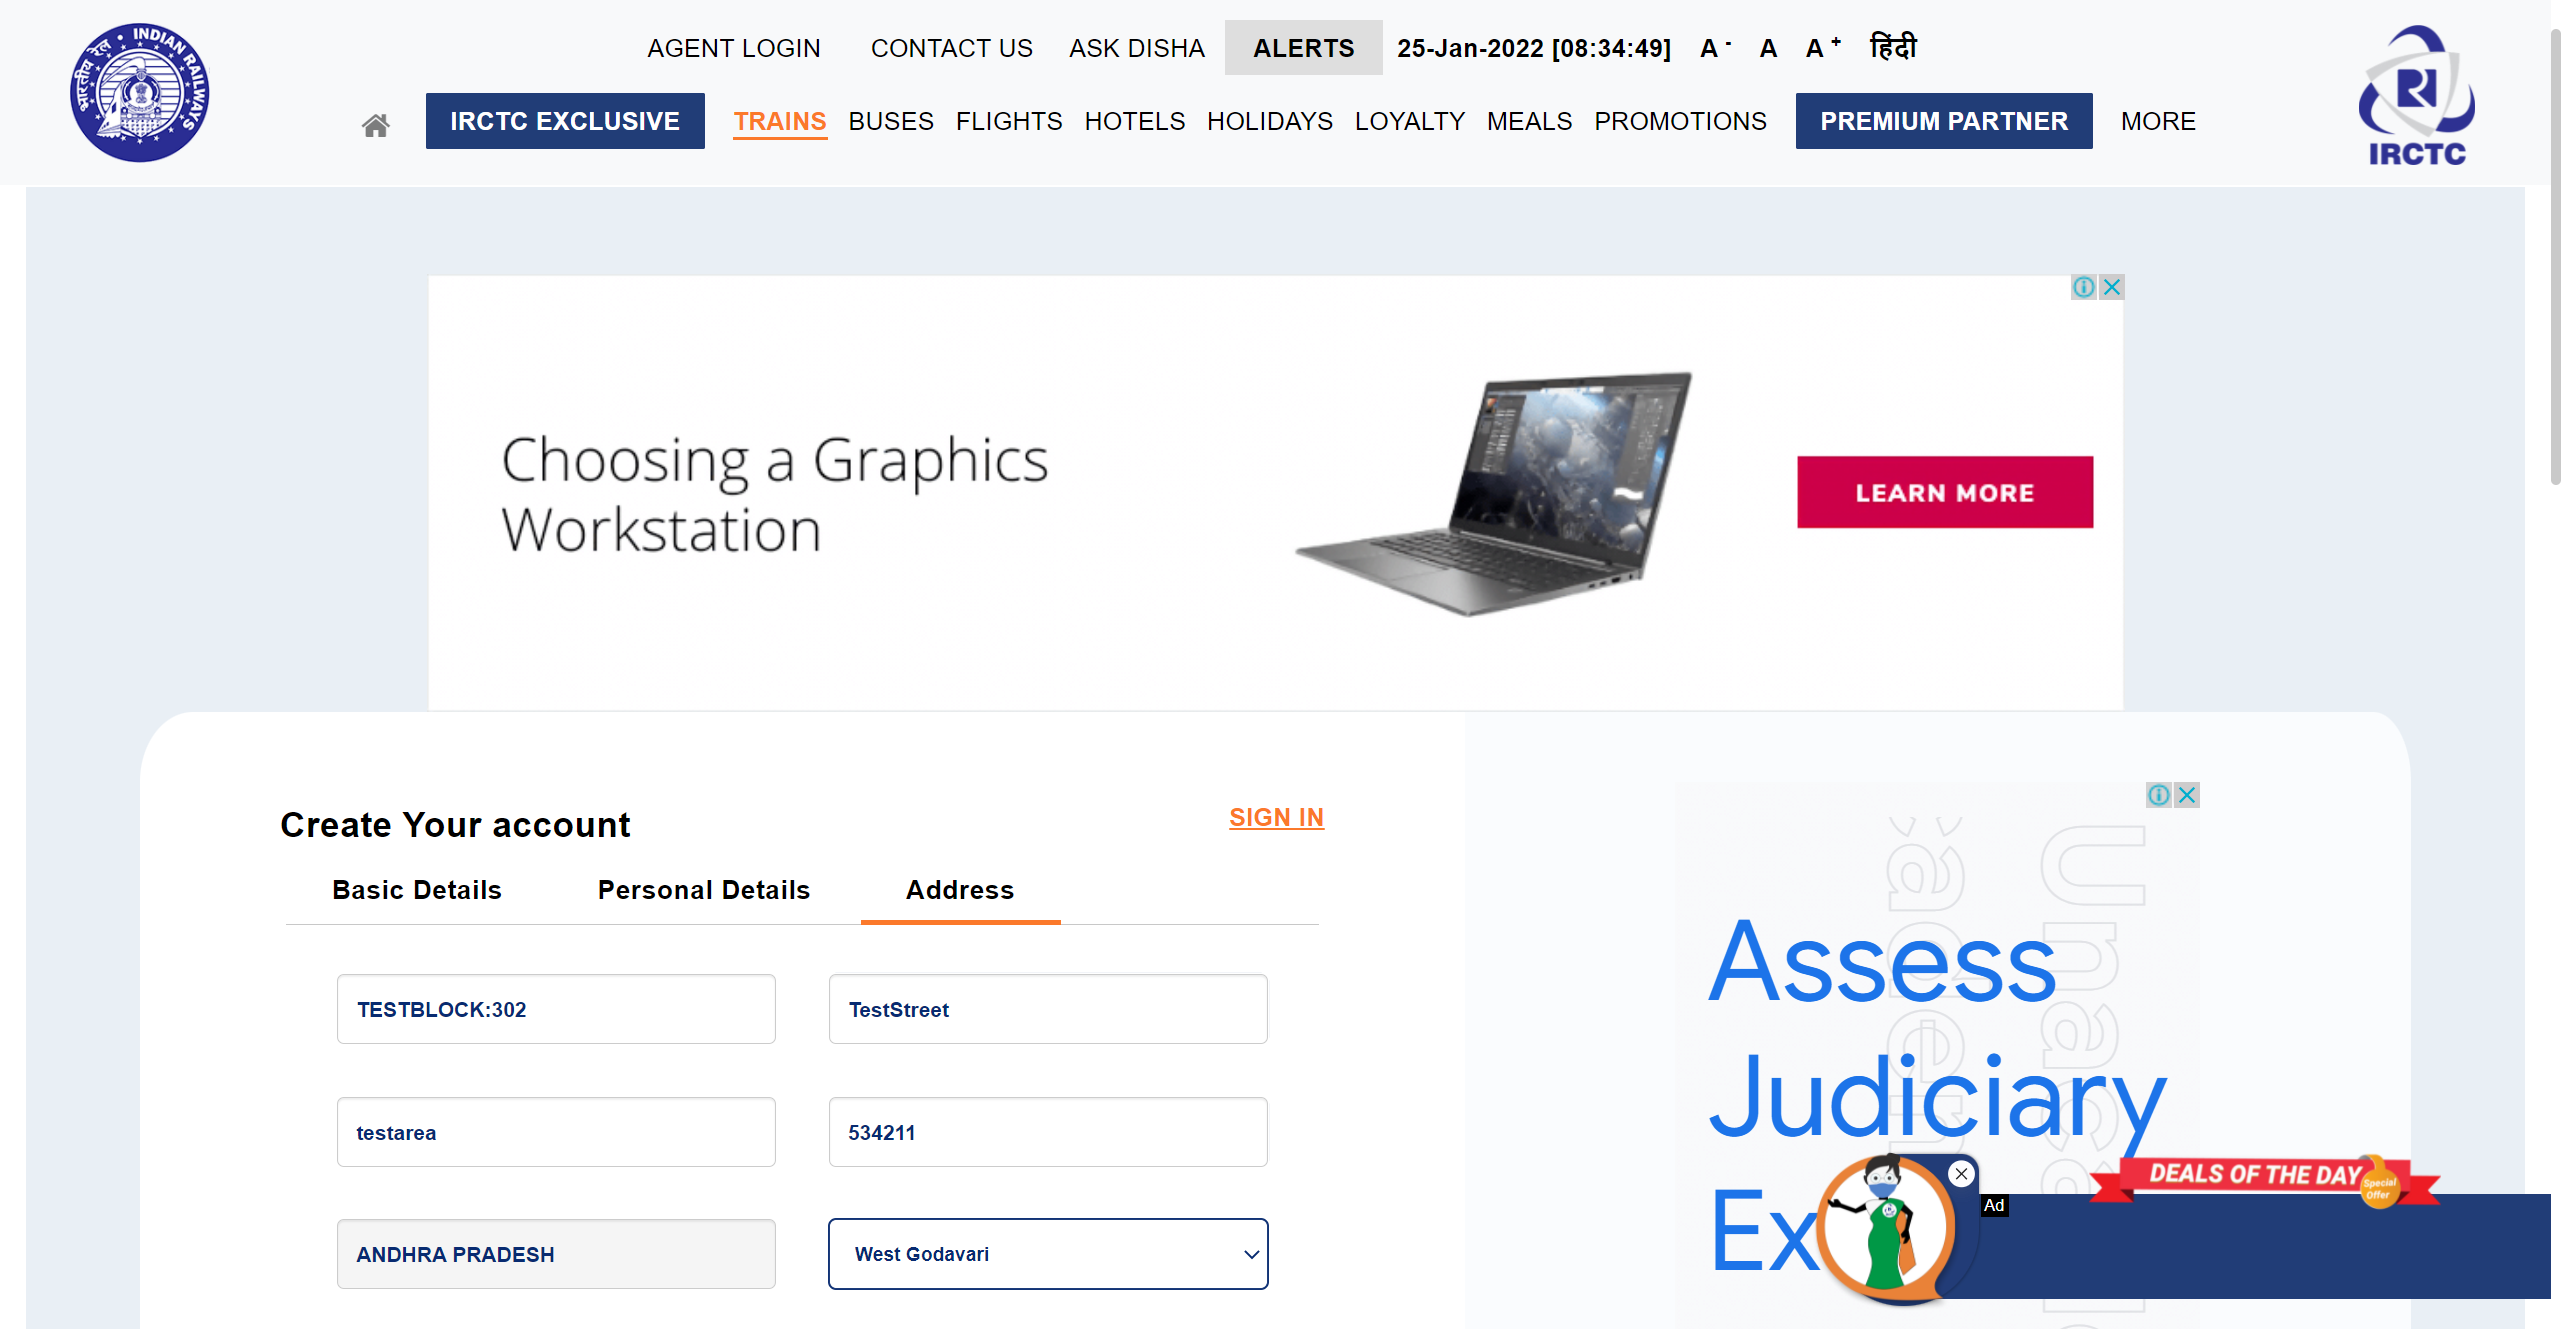 भारतीय रेल • INDIAN RAILWAYS
AGENT LOGIN CONTACT US ASK DISHA ALERTS 25-Jan-2022 [08:34:49] A - A A + हिंदी
IRCTC EXCLUSIVE TRAINS BUSES FLIGHTS HOTELS HOLIDAYS LOYALTY MEALS PROMOTIONS PREMIUM PARTNER MORE
IRCTC
Choosing a Graphics
Workstation
LEARN MORE
Create Your account
SIGN IN
Basic Details Personal Details Address
TESTBLOCK:302 TestStreet
testarea 534211
ANDHRA PRADESH West Godavari
Assess
Judiciary
Ex
Ad
DEALS OF THE DAY
Special
Offer